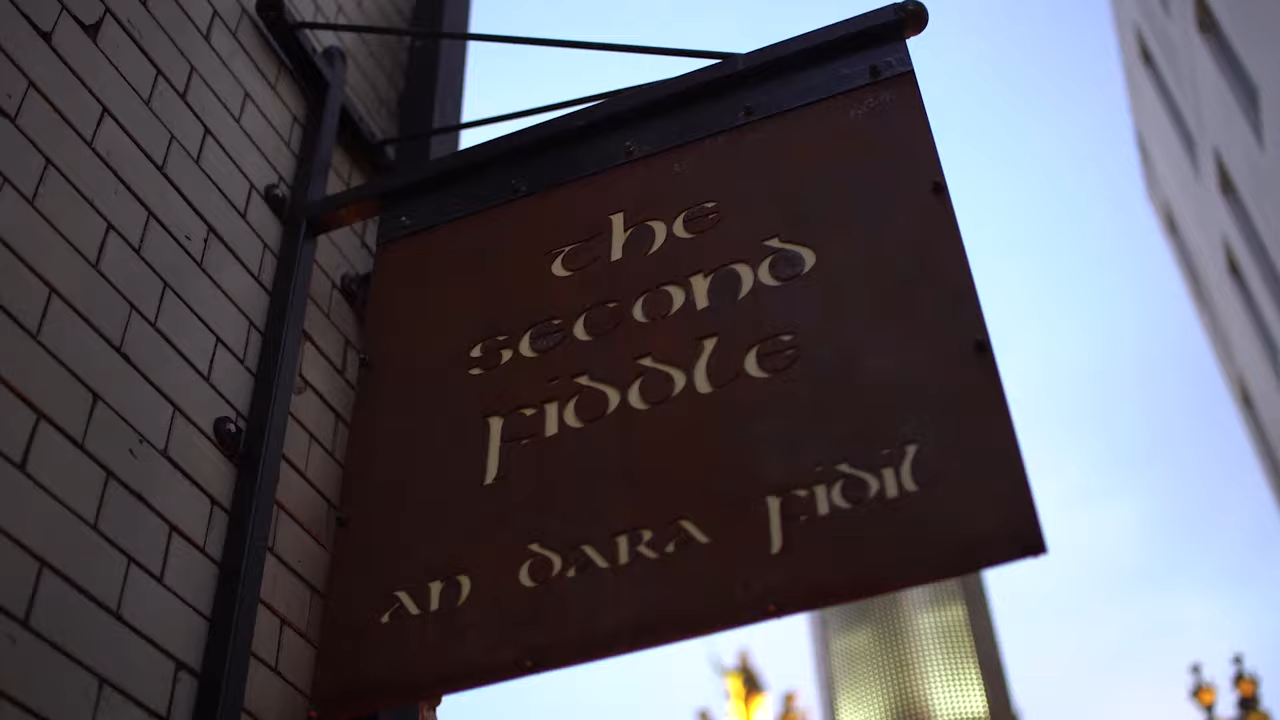 the
second
fiddle
an dara fidil